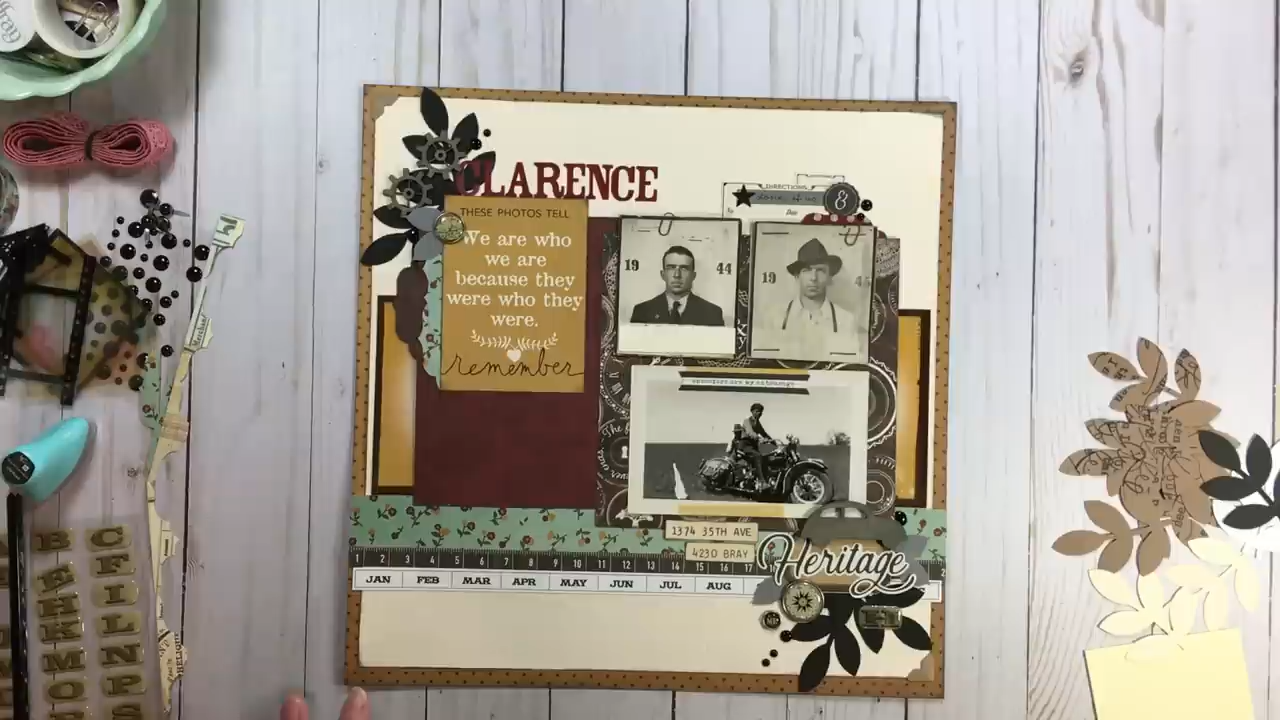 CLARENCE
DIRECTIONS
8
THESE PHOTOS TELL
We are who
we are
because they
were who they
were.
remember
19 44
19 44
1374 35TH AVE
4230 BRAY
Heritage
1 2 3 4 5 6 7 8 9 10 11 12 13 14 15 16 17
JAN FEB MAR APR MAY JUN JUL AUG
B C
E F
H I
K L
M N
O P
S